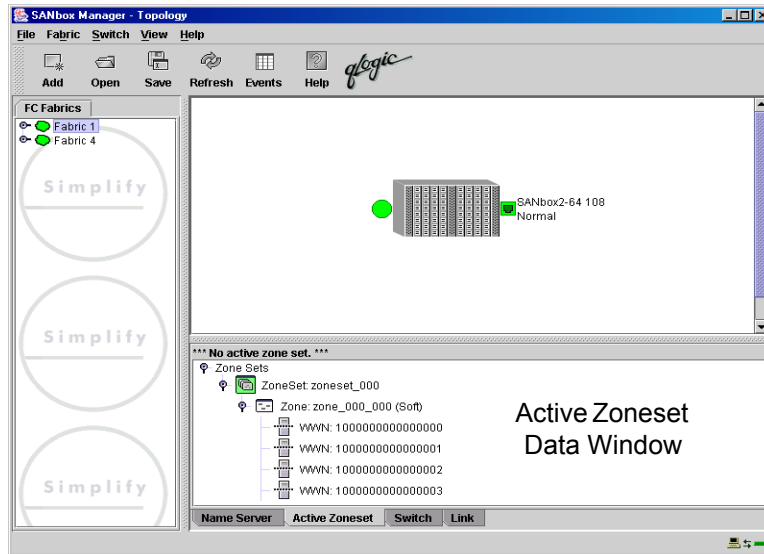 SANbox Manager - Topology
File Fabric Switch View Help
Add Open Save Refresh Events Help qlogic
FC Fabrics
Fabric 1
Fabric 4
Simplify
Simplify
Simplify
SANbox2-64 108
Normal
*** No active zone set. ***
Zone Sets
ZoneSet: zoneset_000
Zone: zone_000_000 (Soft)
WWN: 1000000000000000
WWN: 1000000000000001
WWN: 1000000000000002
WWN: 1000000000000003
Active Zoneset
Data Window
Name Server Active Zoneset Switch Link